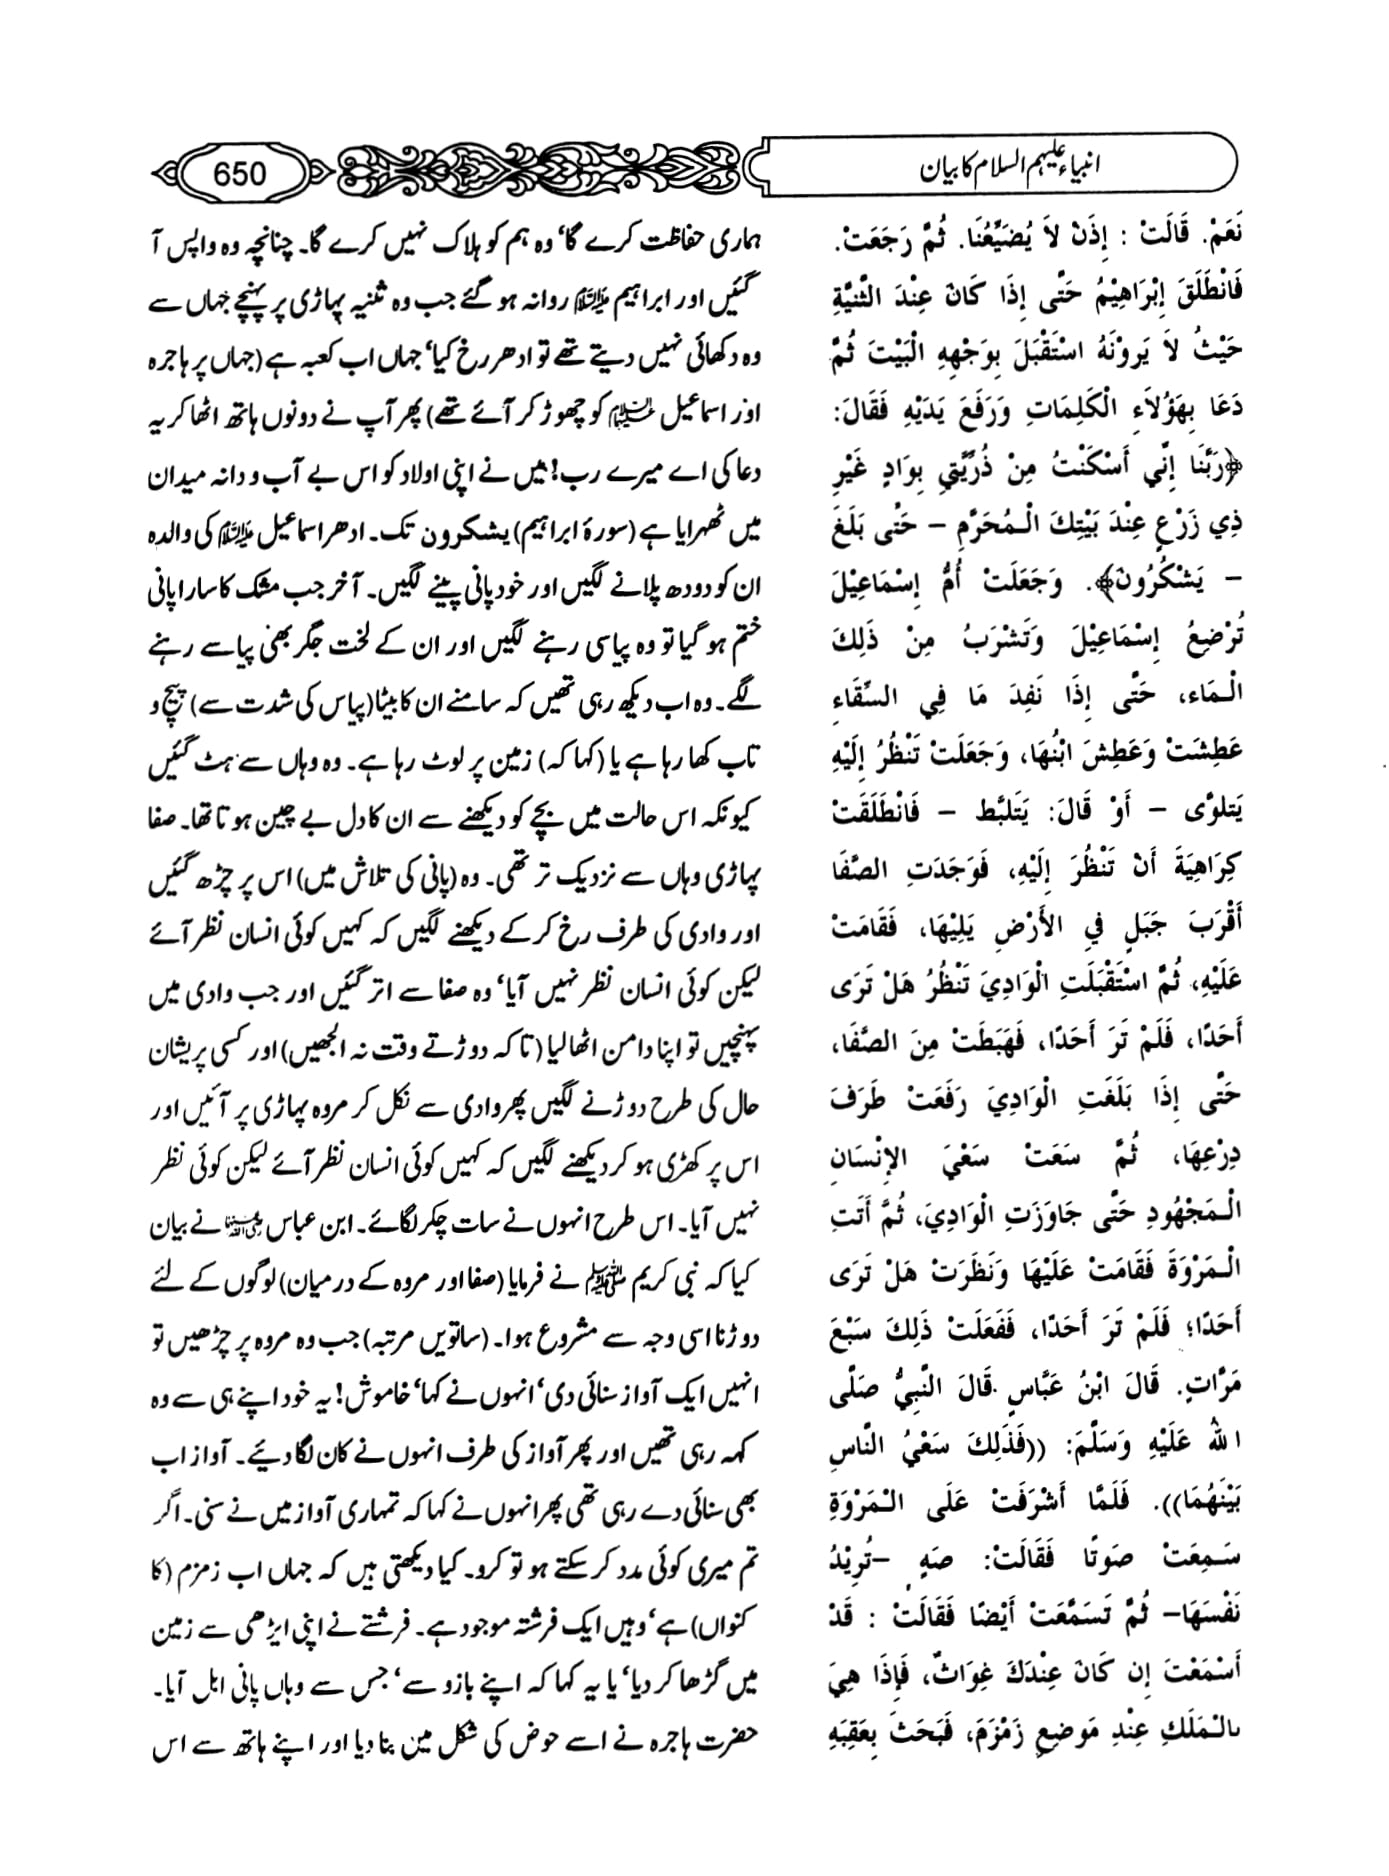 انبیاء علیہم السلام کا بیان
650
نَعَمْ. قَالَتْ : إِذَنْ لاَ يُضَيِّعُنَا. ثُمَّ رَجَعَتْ.
فَانْطَلَقَ إِبْرَاهِيْمُ حَتَّى إِذَا كَانَ عِنْدَ الثَّنِيَّةِ
حَيْثُ لاَ يَرونَهُ اسْتَقْبَلَ بِوَجْهِهِ الْبَيْتَ ثُمَّ
دَعَا بِهَؤُلاَءِ الْكَلِمَاتِ وَرَفَعَ يَدَيْهِ فَقَالَ:
﴿رَبَّنَا إِنِّي أَسْكَنْتُ مِنْ ذُرِّيَّتِي بِوَادٍ غَيْرِ
ذِي زَرْعٍ عِنْدَ بَيْتِكَ الْمُحَرَّمِ – حَتَّى بَلَغَ
– يَشْكُرُونَ﴾. وَجَعَلَتْ أُمُّ إِسْمَاعِيْلَ
تُرْضِعُ إِسْمَاعِيْلَ وَتَشْرَبُ مِنْ ذَلِكَ
الْمَاءِ، حَتَّى إِذَا نَفِدَ مَا فِي السِّقَاءِ
عَطِشَتْ وَعَطِشَ ابْنُهَا، وَجَعَلَتْ تَنْظُرُ إِلَيْهِ
يَتلوَّى – أَوْ قَالَ: يَتَلَبَّط – فَانْطَلَقَتْ
كِرَاهِيَةَ أَنْ تَنْظُرَ إِلَيْهِ، فَوَجَدَتِ الصَّفَا
أَقْرَبَ جَبَلٍ فِي الأَرْضِ يَلِيْهَا، فَقَامَتْ
عَلَيْهِ، ثُمَّ اسْتَقْبَلَتِ الْوَادِيَ تَنْظُرُ هَلْ تَرَى
أَحَدًا، فَلَمْ تَرَ أَحَدًا، فَهَبَطَتْ مِنَ الصَّفَا،
حَتَّى إِذَا بَلَغَتِ الْوَادِيَ رَفَعَتْ طَرَفَ
دِرْعِهَا، ثُمَّ سَعَتْ سَعْيَ الإِنْسَانِ
الْمَجْهُودِ حَتَّى جَاوَزَتِ الْوَادِيَ، ثُمَّ أَتَتِ
الْمَرْوَةَ فَقَامَتْ عَلَيْهَا وَنَظَرَتْ هَلْ تَرَى
أَحَدًا؛ فَلَمْ تَرَ أَحَدًا، فَفَعَلَتْ ذَلِكَ سَبْعَ
مَرَّاتٍ. قَالَ ابْنُ عَبَّاسٍ قَالَ النَّبِيُّ صَلَّى
اللهُ عَلَيْهِ وَسَلَّمَ: ((فَذَلِكَ سَعْيُ النَّاسِ
بَيْنَهُمَا)). فَلَمَّا أَشْرَفَتْ عَلَى الْمَرْوَةِ
سَمِعَتْ صَوتًا فَقَالَتْ: صَهٍ –تُرِيْدُ
نَفْسَهَا– ثُمَّ تَسَمَّعَتْ أَيْضًا فَقَالَتْ : قَدْ
أَسْمَعْتَ إِن كَانَ عِنْدَكَ غِوَاثٌ، فَإِذَا هِيَ
بالْمَلَكِ عِنْدِ مَوضِعِ زَمْزَمَ، فَبَحَثَ بِعَقِبَهِ
ہماری حفاظت کرے گا‘ وہ ہم کو ہلاک نہیں کرے گا۔ چنانچہ وہ واپس آ
گئیں اور ابراہیم ﷺ روانہ ہو گئے جب وہ ثنیہ پہاڑی پر پہنچے جہاں سے
وہ دکھائی نہیں دیتے تھے تو ادھر رخ کیا‘ جہاں اب کعبہ ہے (جہاں پر ہاجرہ
اور اسماعیل علیہما السلام کو چھوڑ کر آئے تھے) پھر آپ نے دونوں ہاتھ اٹھا کر یہ
دعا کی اے میرے رب! میں نے اپنی اولاد کو اس بے آب و دانہ میدان
میں ٹھہرایا ہے (سورۂ ابراہیم) یشکرون تک۔ ادھر اسماعیل ﷺ کی والدہ
ان کو دودھ پلانے لگیں اور خود پانی پینے لگیں۔ آخر جب مشک کا سارا پانی
ختم ہو گیا تو وہ پیاسی رہنے لگیں اور ان کے لخت جگر بھی پیاسے رہنے
لگے۔ وہ اب دیکھ رہی تھیں کہ سامنے ان کا بیٹا (پیاس کی شدت سے) پیچ و
تاب کھا رہا ہے یا (کہا کہ) زمین پر لوٹ رہا ہے۔ وہ وہاں سے ہٹ گئیں
کیونکہ اس حالت میں بچے کو دیکھنے سے ان کا دل بے چین ہوتا تھا۔ صفا
پہاڑی وہاں سے نزدیک تر تھی۔ وہ (پانی کی تلاش میں) اس پر چڑھ گئیں
اور وادی کی طرف رخ کر کے دیکھنے لگیں کہ کہیں کوئی انسان نظر آئے
لیکن کوئی انسان نظر نہیں آیا‘ وہ صفا سے اتر گئیں اور جب وادی میں
پہنچیں تو اپنا دامن اٹھا لیا (تاکہ دوڑتے وقت نہ الجھیں) اور کسی پریشان
حال کی طرح دوڑنے لگیں پھر وادی سے نکل کر مروہ پہاڑی پر آئیں اور
اس پر کھڑی ہو کر دیکھنے لگیں کہ کہیں کوئی انسان نظر آئے لیکن کوئی نظر
نہیں آیا۔ اس طرح انہوں نے سات چکر لگائے۔ ابن عباس رضی اللہ عنہما نے بیان
کیا کہ نبی کریم ﷺ نے فرمایا (صفا اور مروہ کے درمیان) لوگوں کے لئے
دوڑنا اسی وجہ سے مشروع ہوا۔ (ساتویں مرتبہ) جب وہ مروہ پر چڑھیں تو
انہیں ایک آواز سنائی دی‘ انہوں نے کہا‘ خاموش! یہ خود اپنے ہی سے وہ
کہہ رہی تھیں اور پھر آواز کی طرف انہوں نے کان لگا دیئے۔ آواز اب
بھی سنائی دے رہی تھی پھر انہوں نے کہا کہ تمہاری آواز میں نے سنی۔ اگر
تم میری کوئی مدد کر سکتے ہو تو کرو۔ کیا دیکھتی ہیں کہ جہاں اب زمزم (کا
کنواں) ہے‘ وہیں ایک فرشتہ موجود ہے۔ فرشتے نے اپنی ایڑھی سے زمین
میں گڑھا کر دیا‘ یا یہ کہا کہ اپنے بازو سے‘ جس سے وہاں پانی ابل آیا۔
حضرت ہاجرہ نے اسے حوض کی شکل میں بنا دیا اور اپنے ہاتھ سے اس